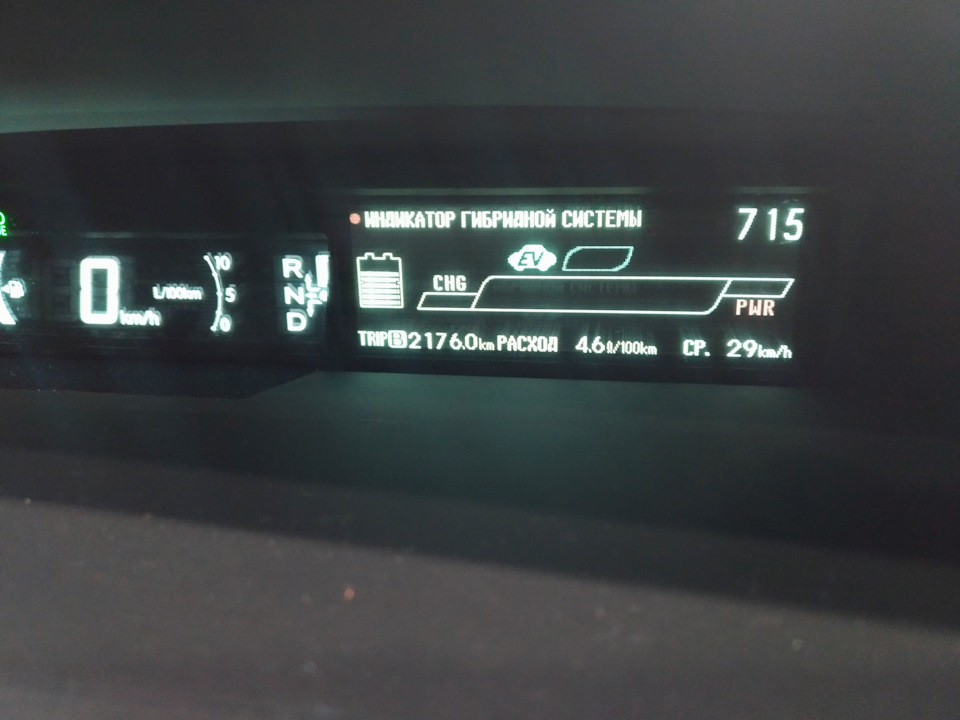 ИНДИКАТОР ГИБРИДНОЙ СИСТЕМЫ 715
EV
CHG
PWR
TRIP B 2176.0 km РАСХОД 4.6 ℓ/100km СР. 29 km/h
0 km/h
L/100km
10
5
0
R
N
D